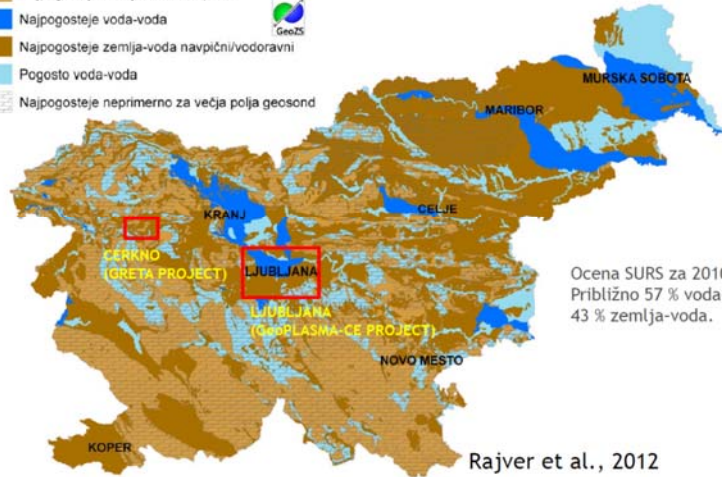 Najpogosteje voda-voda
GeoZS
Najpogosteje zemlja-voda navpični/vodoravni
Pogosto voda-voda
Najpogosteje neprimerno za večja polja geosond
MURSKA SOBOTA
MARIBOR
KRANJ
CELJE
CERKNO
(GRETA PROJECT)
LJUBLJANA
LJUBLJANA
(GeoPLASMA-CE PROJECT)
Ocena SURS za 2010
Približno 57 % voda
43 % zemlja-voda.
NOVO MESTO
KOPER
Rajver et al., 2012